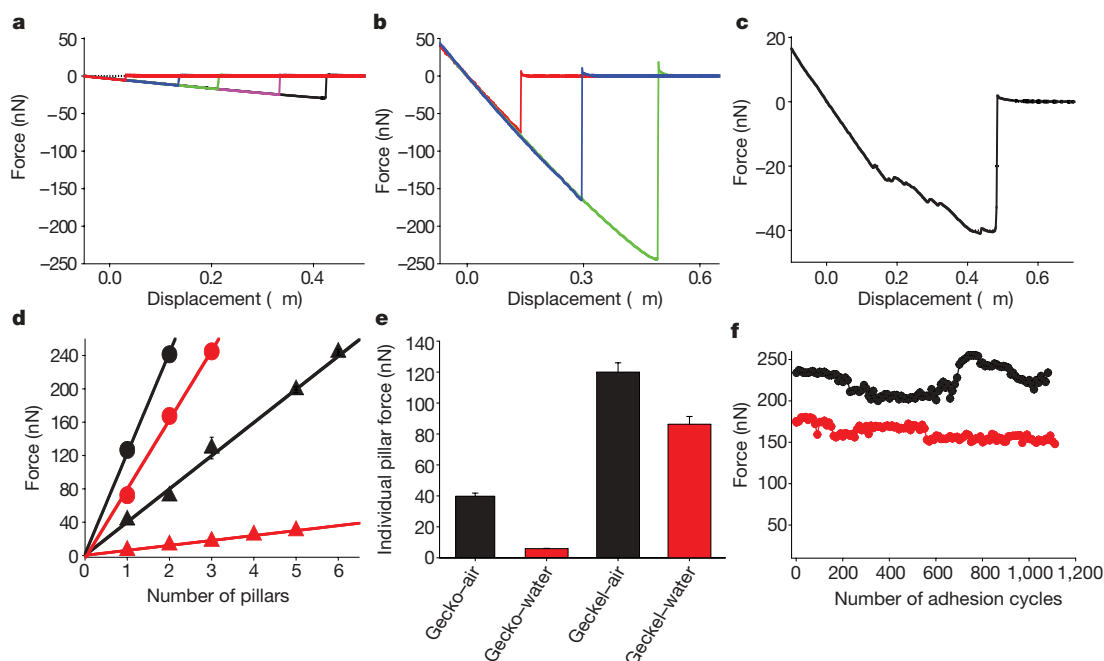 a
50
0
−50
−100
−150
−200
−250
Force (nN)
0.0 0.2 0.4
Displacement ( m)
b
50
0
−50
−100
−150
−200
−250
Force (nN)
0.0 0.3 0.6
Displacement ( m)
c
20
0
−20
−40
Force (nN)
0.0 0.2 0.4 0.6
Displacement ( m)
d
240
200
160
120
80
40
0
Force (nN)
0 1 2 3 4 5 6
Number of pillars
e
140
120
100
80
60
40
20
0
Individual pillar force (nN)
Gecko–air
Gecko–water
Geckel–air
Geckel–water
f
250
200
150
100
50
Force (nN)
0 200 400 600 800 1,000 1,200
Number of adhesion cycles